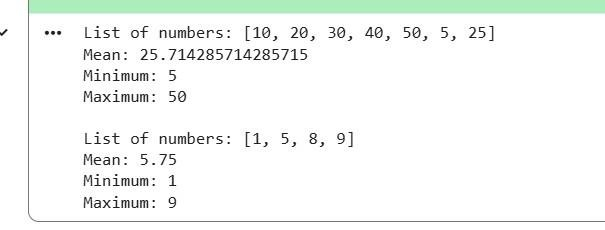 List of numbers: [10, 20, 30, 40, 50, 5, 25]
Mean: 25.714285714285715
Minimum: 5
Maximum: 50
List of numbers: [1, 5, 8, 9]
Mean: 5.75
Minimum: 1
Maximum: 9